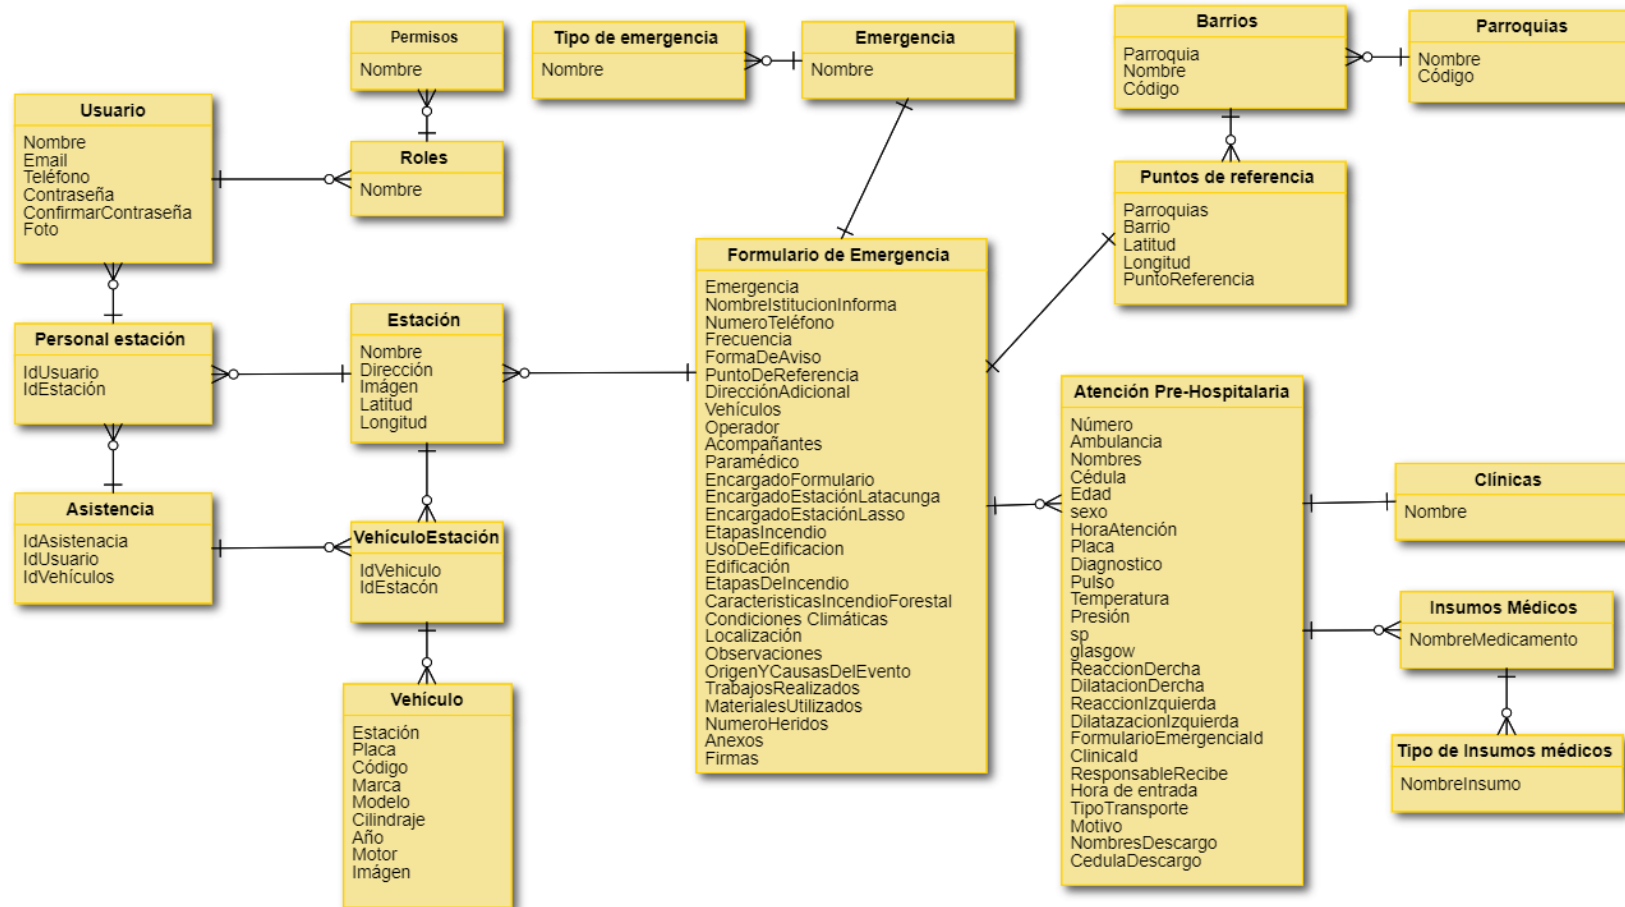 Permisos
Nombre
Tipo de emergencia
Nombre
Emergencia
Nombre
Barrios
Parroquia
Nombre
Código
Parroquias
Nombre
Código
Usuario
Nombre
Email
Teléfono
Contraseña
ConfirmarContraseña
Foto
Roles
Nombre
Puntos de referencia
Parroquias
Barrio
Latitud
Longitud
PuntoReferencia
Personal estación
IdUsuario
IdEstación
Estación
Nombre
Dirección
Imágen
Latitud
Longitud
Formulario de Emergencia
Emergencia
NombreIstitucionInforma
NumeroTeléfono
Frecuencia
FormaDeAviso
PuntoDeReferencia
DirecciónAdicional
Vehículos
Operador
Acompañantes
Paramédico
EncargadoFormulario
EncargadoEstaciónLatacunga
EncargadoEstaciónLasso
EtapasIncendio
UsoDeEdificacion
Edificación
EtapasDeIncendio
CaracteristicasIncendioForestal
Condiciones Climáticas
Localización
Observaciones
OrigenYCausasDelEvento
TrabajosRealizados
MaterialesUtilizados
NumeroHeridos
Anexos
Firmas
Atención Pre-Hospitalaria
Número
Ambulancia
Nombres
Cédula
Edad
sexo
HoraAtención
Placa
Diagnostico
Pulso
Temperatura
Presión
sp
glasgow
ReaccionDercha
DilatacionDercha
ReaccionIzquierda
DilatazacionIzquierda
FormularioEmergenciaId
ClinicaId
ResponsableRecibe
Hora de entrada
TipoTransporte
Motivo
NombresDescargo
CedulaDescargo
Clínicas
Nombre
Asistencia
IdAsistenacia
IdUsuario
IdVehículos
VehículoEstación
IdVehiculo
IdEstacón
Insumos Médicos
NombreMedicamento
Vehículo
Estación
Placa
Código
Marca
Modelo
Cilindraje
Año
Motor
Imágen
Tipo de Insumos médicos
NombreInsumo